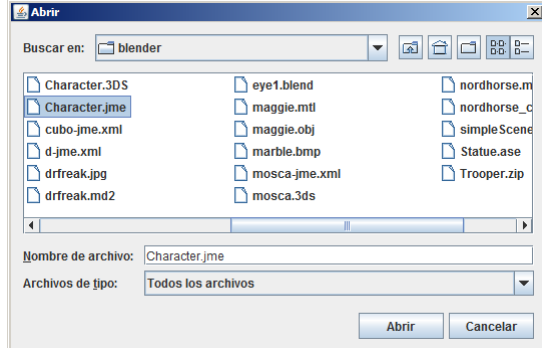 Abrir
Buscar en: blender
Character.3DS
Character.jme
cubo-jme.xml
d-jme.xml
drfreak.jpg
drfreak.md2
eye1.blend
maggie.mtl
maggie.obj
marble.bmp
mosca-jme.xml
mosca.3ds
nordhorse.m
nordhorse_c
simpleScene
Statue.ase
Trooper.zip
Nombre de archivo: Character.jme
Archivos de tipo: Todos los archivos
Abrir Cancelar